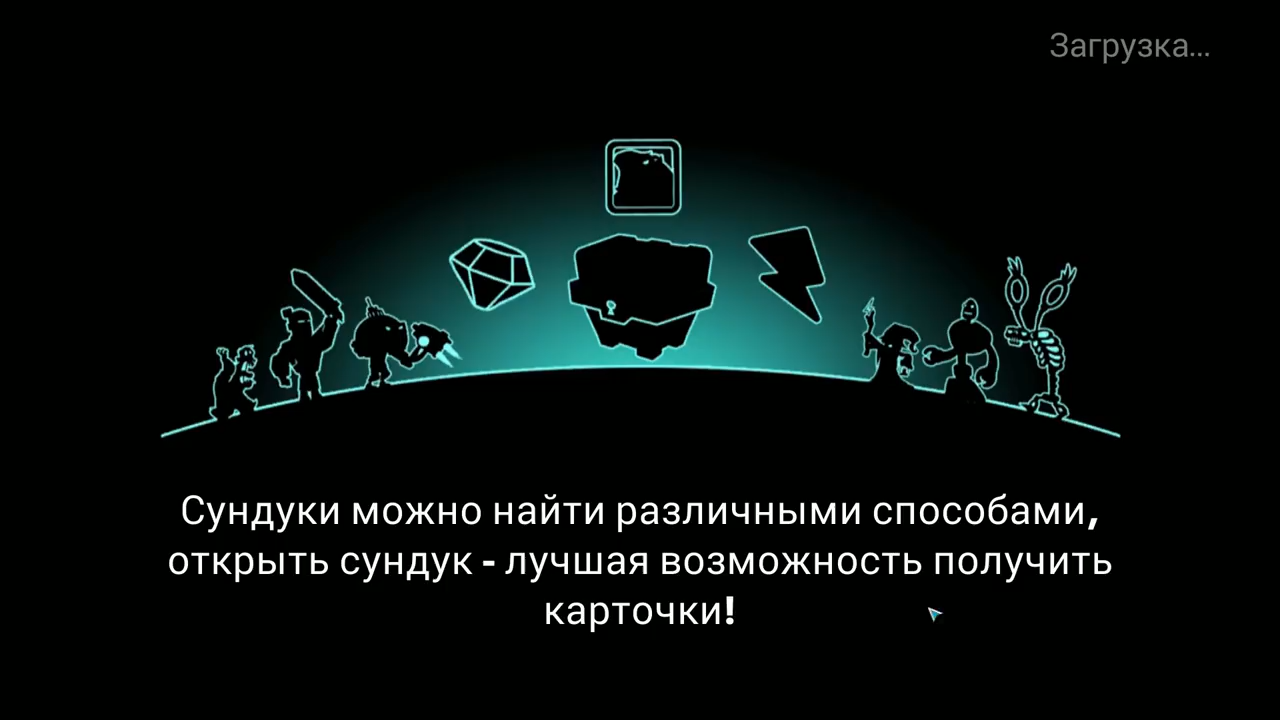 Загрузка...
Сундуки можно найти различными способами,
открыть сундук - лучшая возможность получить
карточки!